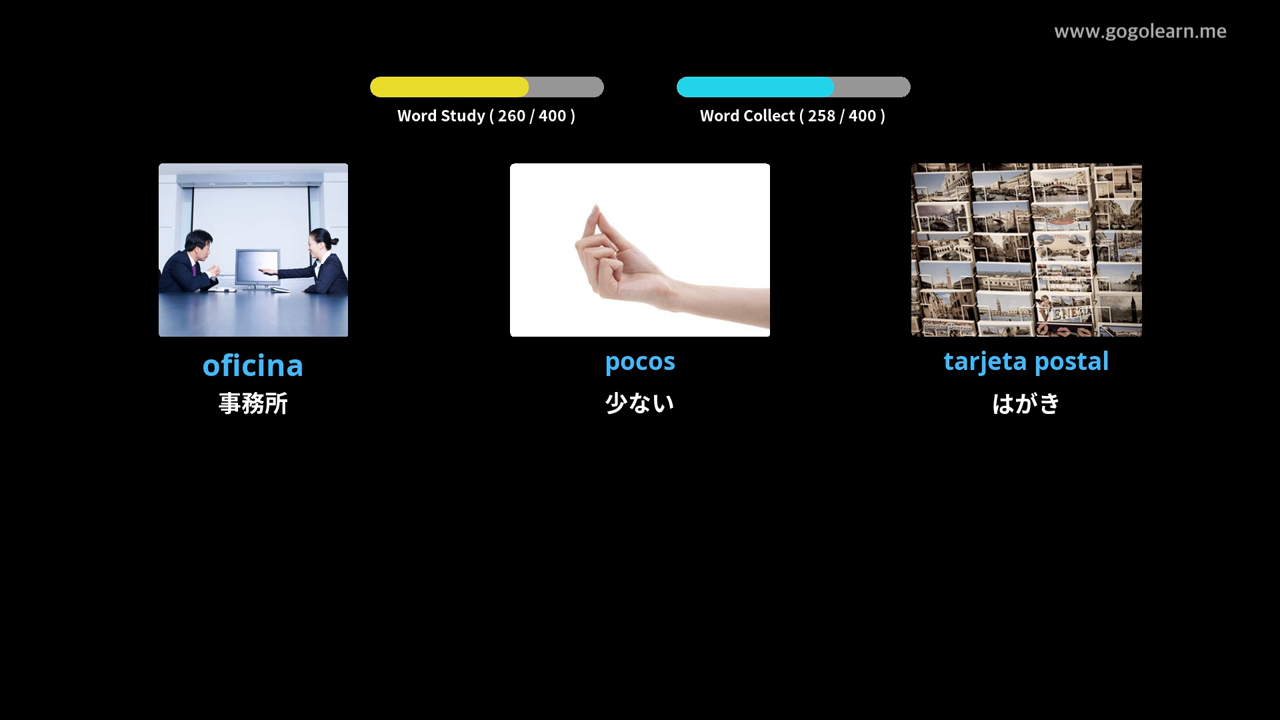 www.gogolearn.me
Word Study ( 260 / 400 )
Word Collect ( 258 / 400 )
oficina
事務所
pocos
少ない
VENEZIA
tarjeta postal
はがき